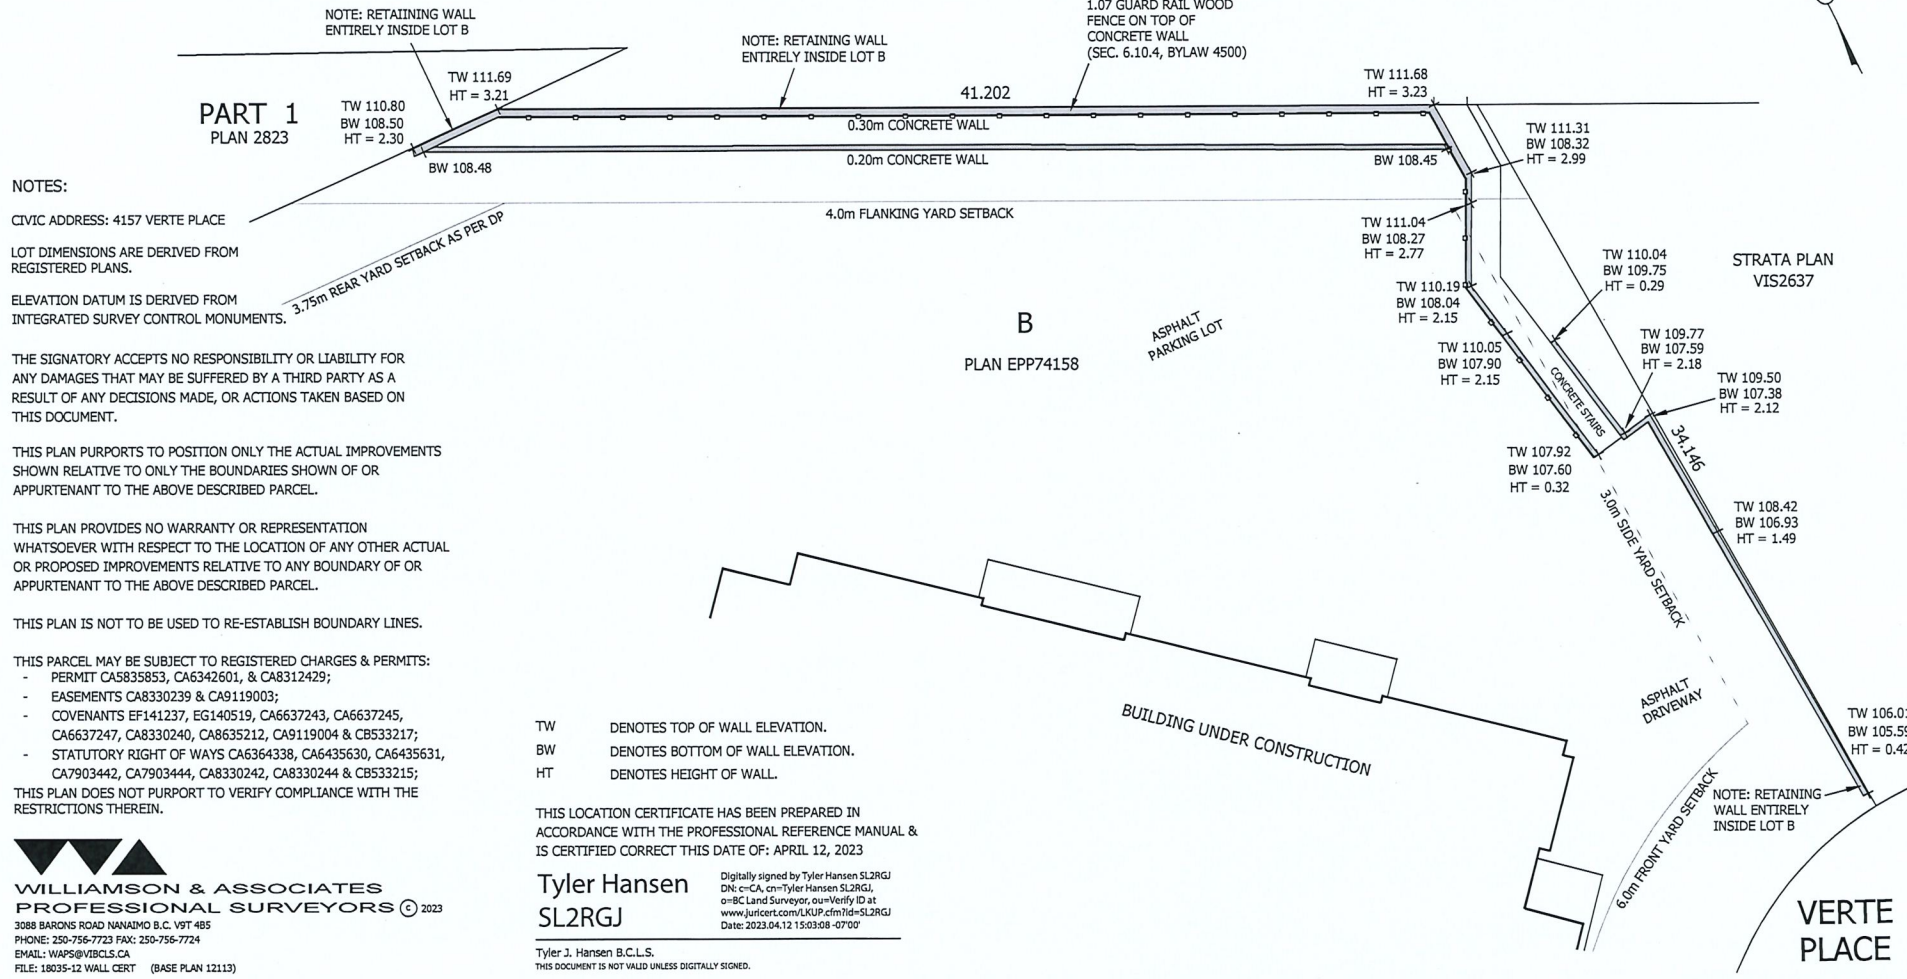 NOTE: RETAIINING WALL
ENTIRELY INSIDE LOT B
NOTE: RETAINING WALL
ENTIRELY INSIDE LOT B
1.07 GUARD RAIL WOOD
FENCE ON TOP OF
CONCRETE WALL
(SEC. 6.10.4, BYLAW 4500)
TW 111.69
HT = 3.21
TW 110.80
BW 108.50
HT = 2.30
BW 108.48
PART 1
PLAN 2823
41.202
0.30m CONCRETE WALL
0.20m CONCRETE WALL
TW 111.68
HT = 3.23
BW 108.45
TW 111.31
BW 108.32
HT = 2.99
4.0m FLANKING YARD SETBACK
3.75m REAR YARD SETBACK AS PER DP
TW 111.04
BW 108.27
HT = 2.77
TW 110.19
BW 108.04
HT = 2.15
TW 110.04
BW 109.75
HT = 0.29
STRATA PLAN
VIS2637
B
PLAN EPP74158
ASPHALT
PARKING LOT
TW 110.05
BW 107.90
HT = 2.15
CONCRETE STAIRS
TW 109.77
BW 107.59
HT = 2.18
TW 109.50
BW 107.38
HT = 2.12
34.146
TW 107.92
BW 107.60
HT = 0.32
3.0m SIDE YARD SETBACK
TW 108.42
BW 106.93
HT = 1.49
ASPHALT
DRIVEWAY
BUILDING UNDER CONSTRUCTION
TW 106.01
BW 105.59
HT = 0.42
NOTE: RETAINING
WALL ENTIRELY
INSIDE LOT B
6.0m FRONT YARD SETBACK
VERTE
PLACE
NOTES:
CIVIC ADDRESS: 4157 VERTE PLACE
LOT DIMENSIONS ARE DERIVED FROM
REGISTERED PLANS.
ELEVATION DATUM IS DERIVED FROM
INTEGRATED SURVEY CONTROL MONUMENTS.
THE SIGNATORY ACCEPTS NO RESPONSIBILITY OR LIABILITY FOR
ANY DAMAGES THAT MAY BE SUFFERED BY A THIRD PARTY AS A
RESULT OF ANY DECISIONS MADE, OR ACTIONS TAKEN BASED ON
THIS DOCUMENT.
THIS PLAN PURPORTS TO POSITION ONLY THE ACTUAL IMPROVEMENTS
SHOWN RELATIVE TO ONLY THE BOUNDARIES SHOWN OF OR
APPURTENANT TO THE ABOVE DESCRIBED PARCEL.
THIS PLAN PROVIDES NO WARRANTY OR REPRESENTATION
WHATSOEVER WITH RESPECT TO THE LOCATION OF ANY OTHER ACTUAL
OR PROPOSED IMPROVEMENTS RELATIVE TO ANY BOUNDARY OF OR
APPURTENANT TO THE ABOVE DESCRIBED PARCEL.
THIS PLAN IS NOT TO BE USED TO RE-ESTABLISH BOUNDARY LINES.
THIS PARCEL MAY BE SUBJECT TO REGISTERED CHARGES & PERMITS:
- PERMIT CA5835853, CA6342601, & CA8312429;
- EASEMENTS CA8330239 & CA9119003;
- COVENANTS EF141237, EG140519, CA6637243, CA6637245,
CA6637247, CA8330240, CA8635212, CA9119004 & CB533217;
- STATUTORY RIGHT OF WAYS CA6364338, CA6435630, CA6435631,
CA7903442, CA7903444, CA8330242, CA8330244 & CB533215;
THIS PLAN DOES NOT PURPORT TO VERIFY COMPLIANCE WITH THE
RESTRICTIONS THEREIN.
WILLIAMSON & ASSOCIATES
PROFESSIONAL SURVEYORS © 2023
3088 BARONS ROAD NANAIMO B.C. V9T 4B5
PHONE: 250-756-7723 FAX: 250-756-7724
EMAIL: WAPS@VIBCLS.CA
FILE: 18035-12 WALL CERT (BASE PLAN 12113)
TW DENOTES TOP OF WALL ELEVATION.
BW DENOTES BOTTOM OF WALL ELEVATION.
HT DENOTES HEIGHT OF WALL.
THIS LOCATION CERTIFICATE HAS BEEN PREPARED IN
ACCORDANCE WITH THE PROFESSIONAL REFERENCE MANUAL &
IS CERTIFIED CORRECT THIS DATE OF: APRIL 12, 2023
Tyler Hansen
SL2RGJ
Digitally signed by Tyler Hansen SL2RGJ
DN: c=CA, cn=Tyler Hansen SL2RGJ,
o=BC Land Surveyor, ou=Verify ID at
www.juricert.com/LKUP.cfm?id=SL2RGJ
Date: 2023.04.12 15:03:08 -07'00'
Tyler J. Hansen B.C.L.S.
THIS DOCUMENT IS NOT VALID UNLESS DIGITALLY SIGNED.